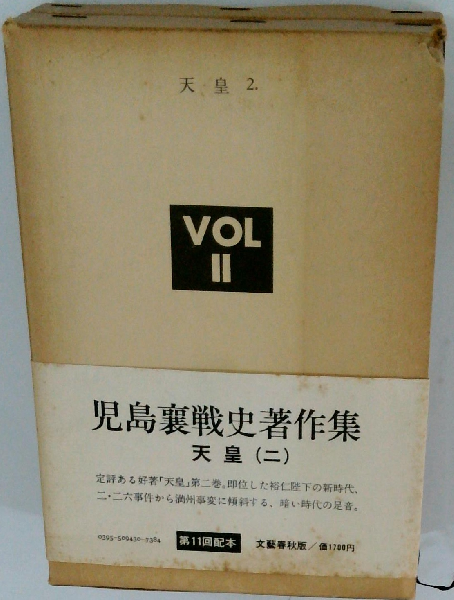 天皇 2.
VOL
11
児島襄戦史著作集
天皇(二)
定評ある好著「天皇」第二巻。即位した裕仁陛下の新時代、
二・二六事件から満州事変に傾斜する、暗い時代の足音。
0395-509430-7384 第11回配本 文藝春秋版/価1700円